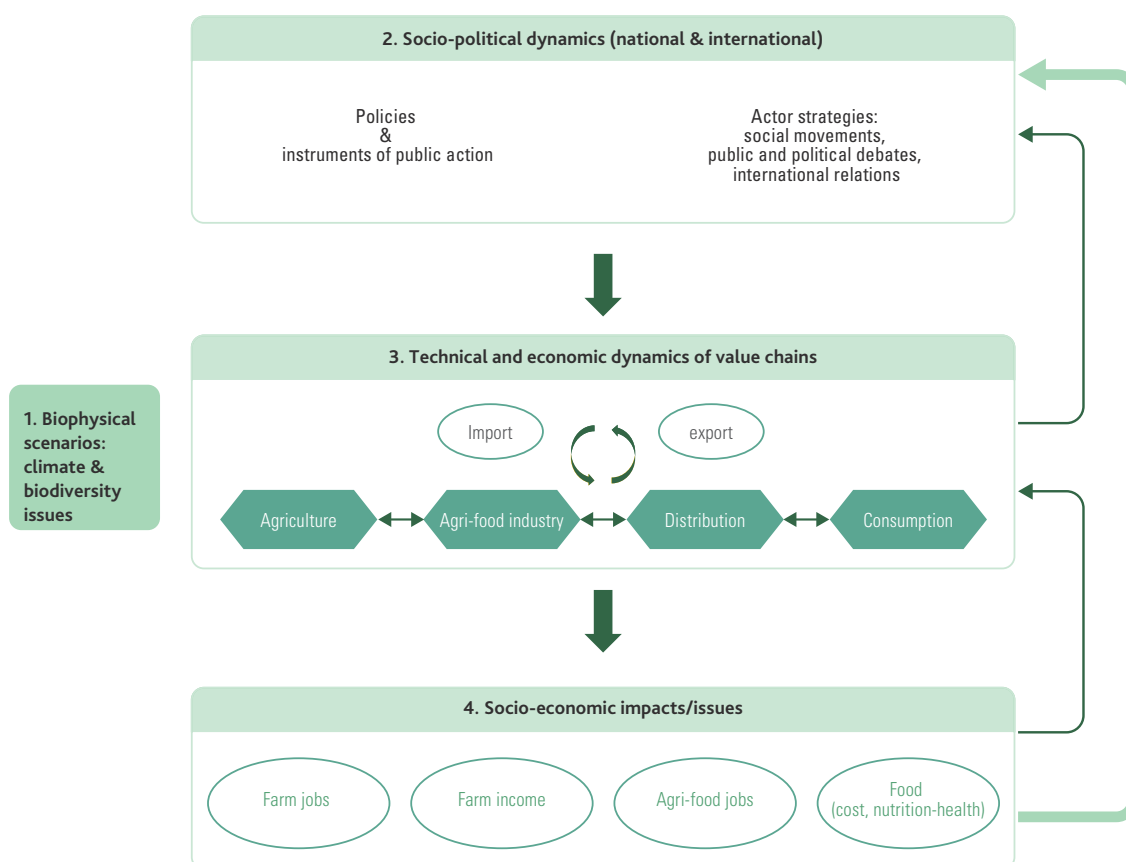 2. Socio-political dynamics (national & international)
Policies
&
instruments of public action
Actor strategies:
social movements,
public and political debates,
international relations
3. Technical and economic dynamics of value chains
1. Biophysical
scenarios:
climate &
biodiversity
issues
Import
export
Agriculture
Agri-food industry
Distribution
Consumption
4. Socio-economic impacts/issues
Farm jobs
Farm income
Agri-food jobs
Food
(cost, nutrition-health)